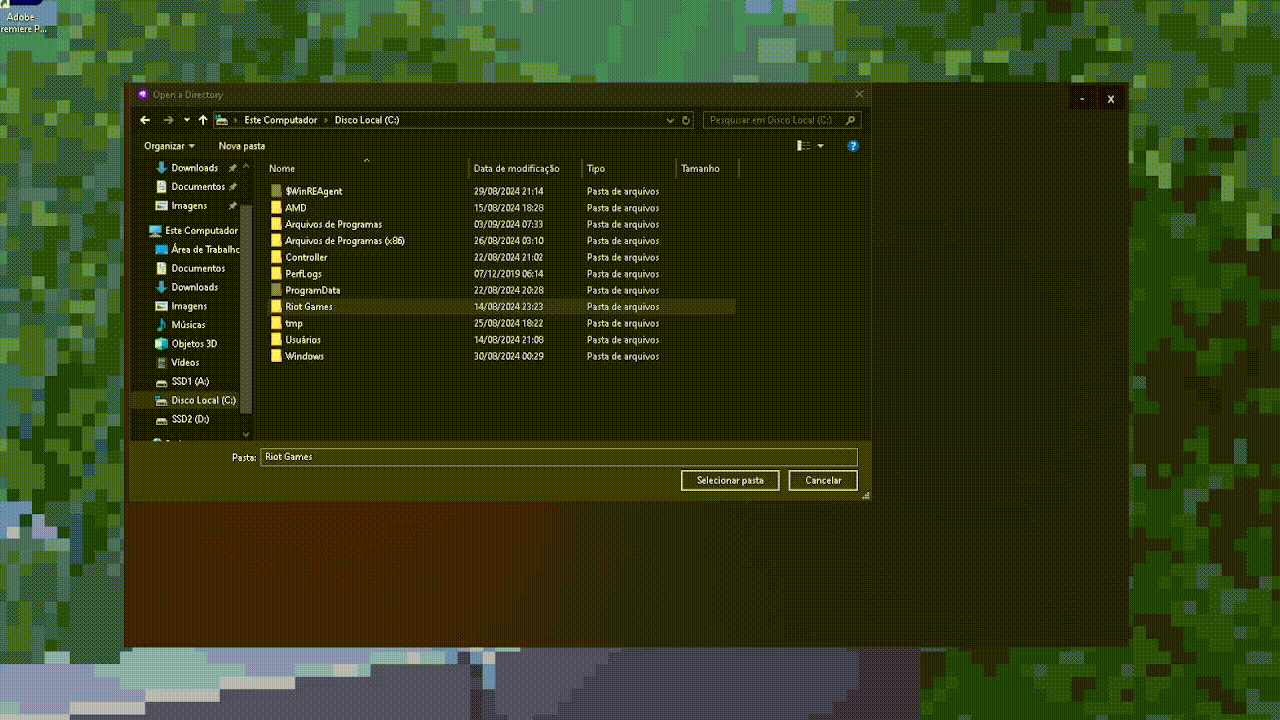 Adobe
remiere P...
Open a Directory
- x
Este Computador > Disco Local (C:)
Pesquisar em Disco Local (C:)
Organizar
Nova pasta
?
Downloads
Documentos
Imagens
Este Computador
Área de Trabalho
Documentos
Downloads
Imagens
Músicas
Objetos 3D
Vídeos
SSD1 (A:)
Disco Local (C:)
SSD2 (D:)
Nome Data de modificação Tipo Tamanho
$WinREAgent 29/08/2024 21:14 Pasta de arquivos
AMD 15/08/2024 18:28 Pasta de arquivos
Arquivos de Programas 03/09/2024 07:33 Pasta de arquivos
Arquivos de Programas (x86) 26/08/2024 03:10 Pasta de arquivos
Controller 22/08/2024 21:02 Pasta de arquivos
PerfLogs 07/12/2019 06:14 Pasta de arquivos
ProgramData 22/08/2024 20:28 Pasta de arquivos
Riot Games 14/08/2024 23:23 Pasta de arquivos
tmp 25/08/2024 18:22 Pasta de arquivos
Usuários 14/08/2024 21:08 Pasta de arquivos
Windows 30/08/2024 00:29 Pasta de arquivos
Pasta: Riot Games
Selecionar pasta
Cancelar